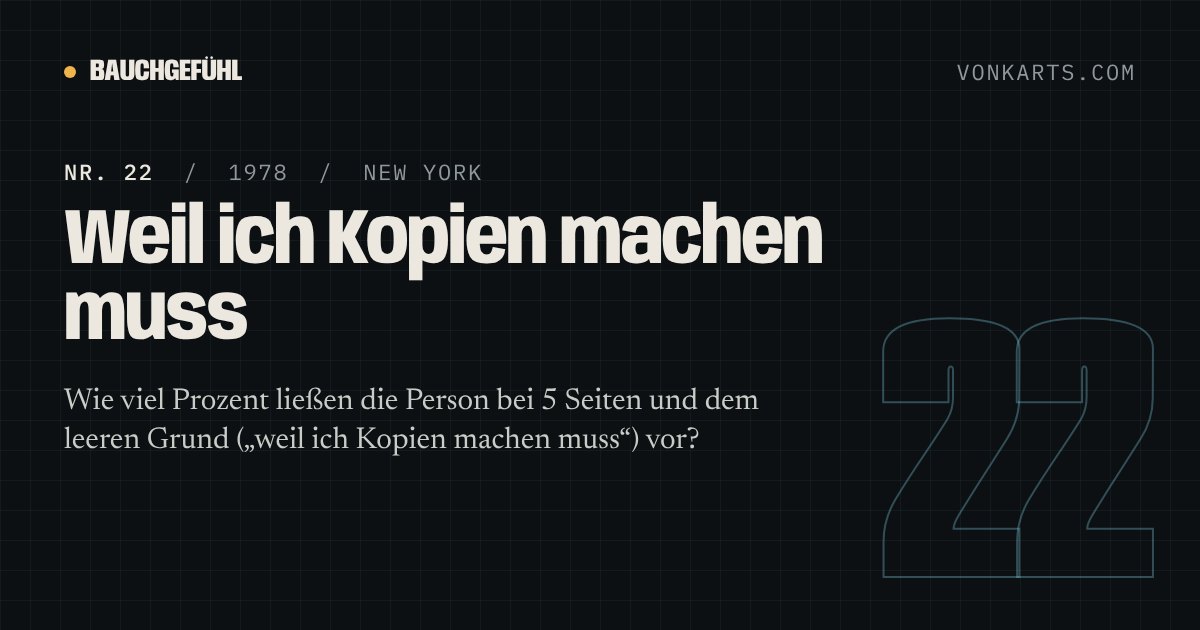 BAUCHGEFÜHL
VONKARTS.COM
NR. 22 / 1978 / NEW YORK
Weil ich Kopien machen
muss
Wie viel Prozent ließen die Person bei 5 Seiten und dem
leeren Grund („weil ich Kopien machen muss“) vor?
22